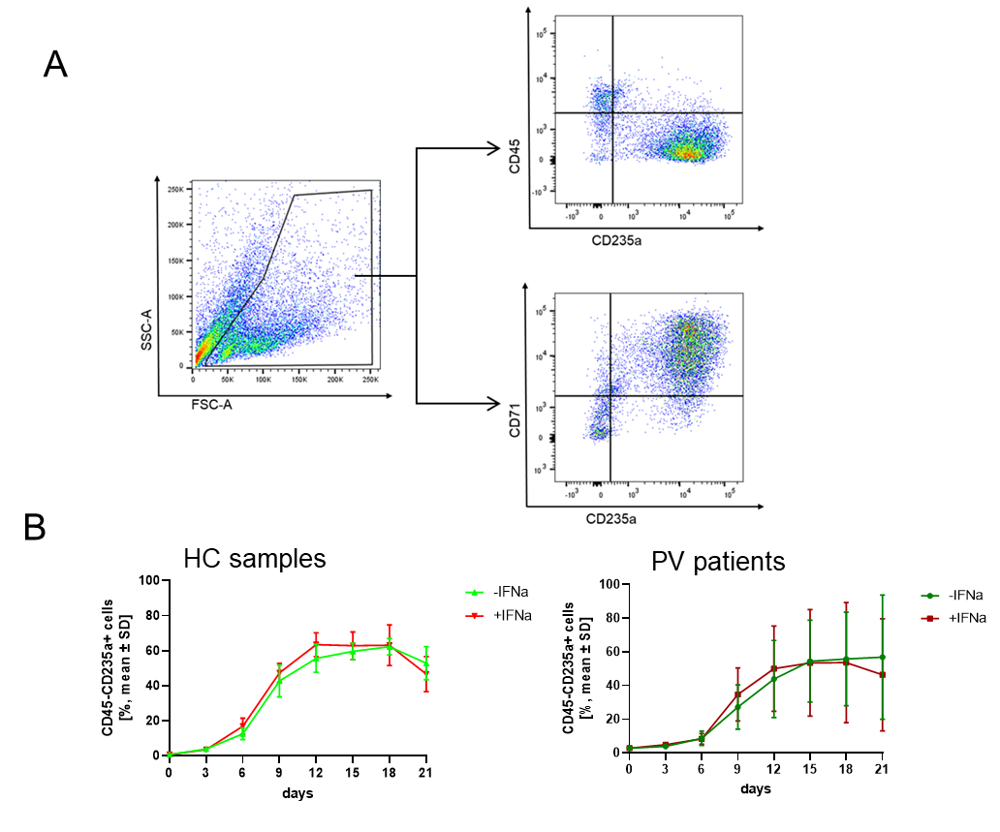 A
CD45
10^5
10^4
10^3
0
-10^3
-10^3
0
10^3
10^4
10^5
CD235a
SSC-A
250K
200K
150K
100K
50K
0
0
50K
100K
150K
200K
250K
FSC-A
CD71
10^5
10^4
10^3
0
10^3
-10^3
0
10^3
10^4
10^5
CD235a
B
HC samples
CD45-CD235a+ cells
[%, mean ± SD]
100
80
60
40
20
0
0
3
6
9
12
15
18
21
days
-IFNa
+IFNa
PV patients
CD45-CD235a+ cells
[%, mean ± SD]
100
80
60
40
20
0
0
3
6
9
12
15
18
21
days
-IFNa
+IFNa